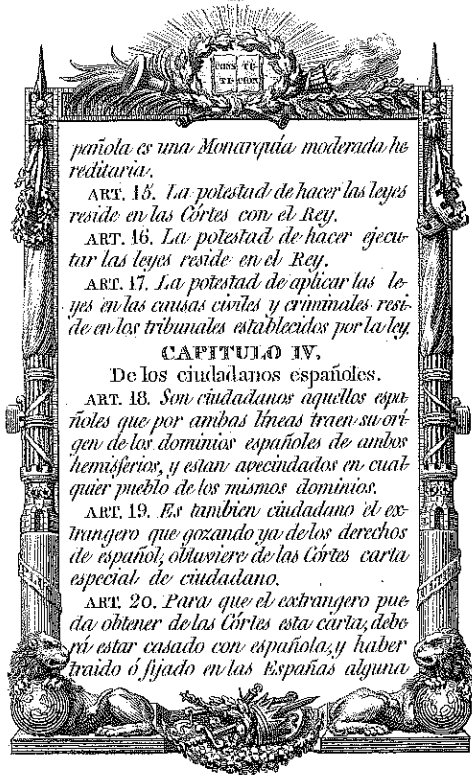 CONS TI-
TU CION
pañola es una Monarquía moderada he
reditaria.
ART. 15. La potestad de hacer las leyes
reside en las Córtes con el Rey.
ART. 16. La potestad de hacer ejecu-
tar las leyes reside en el Rey.
ART. 17. La potestad de aplicar las le-
yes en las causas civiles y criminales resi-
de en los tribunales establecidos por la ley.
CAPITULO IV.
De los ciudadanos españoles.
ART. 18. Son ciudadanos aquellos espa-
ñoles que por ambas líneas traen su orí-
gen de los dominios españoles de ambos
hemisferios, y estan avecindados en cual-
quier pueblo de los mismos dominios.
ART. 19. Es tambien ciudadano el ex-
trangero que gozando ya de los derechos
de español, obtuviere de las Córtes carta
especial de ciudadano.
ART. 20. Para que el extrangero pue-
da obtener de las Córtes esta carta, debe-
rá estar casado con española, y haber
traido ó fijado en las Españas alguna